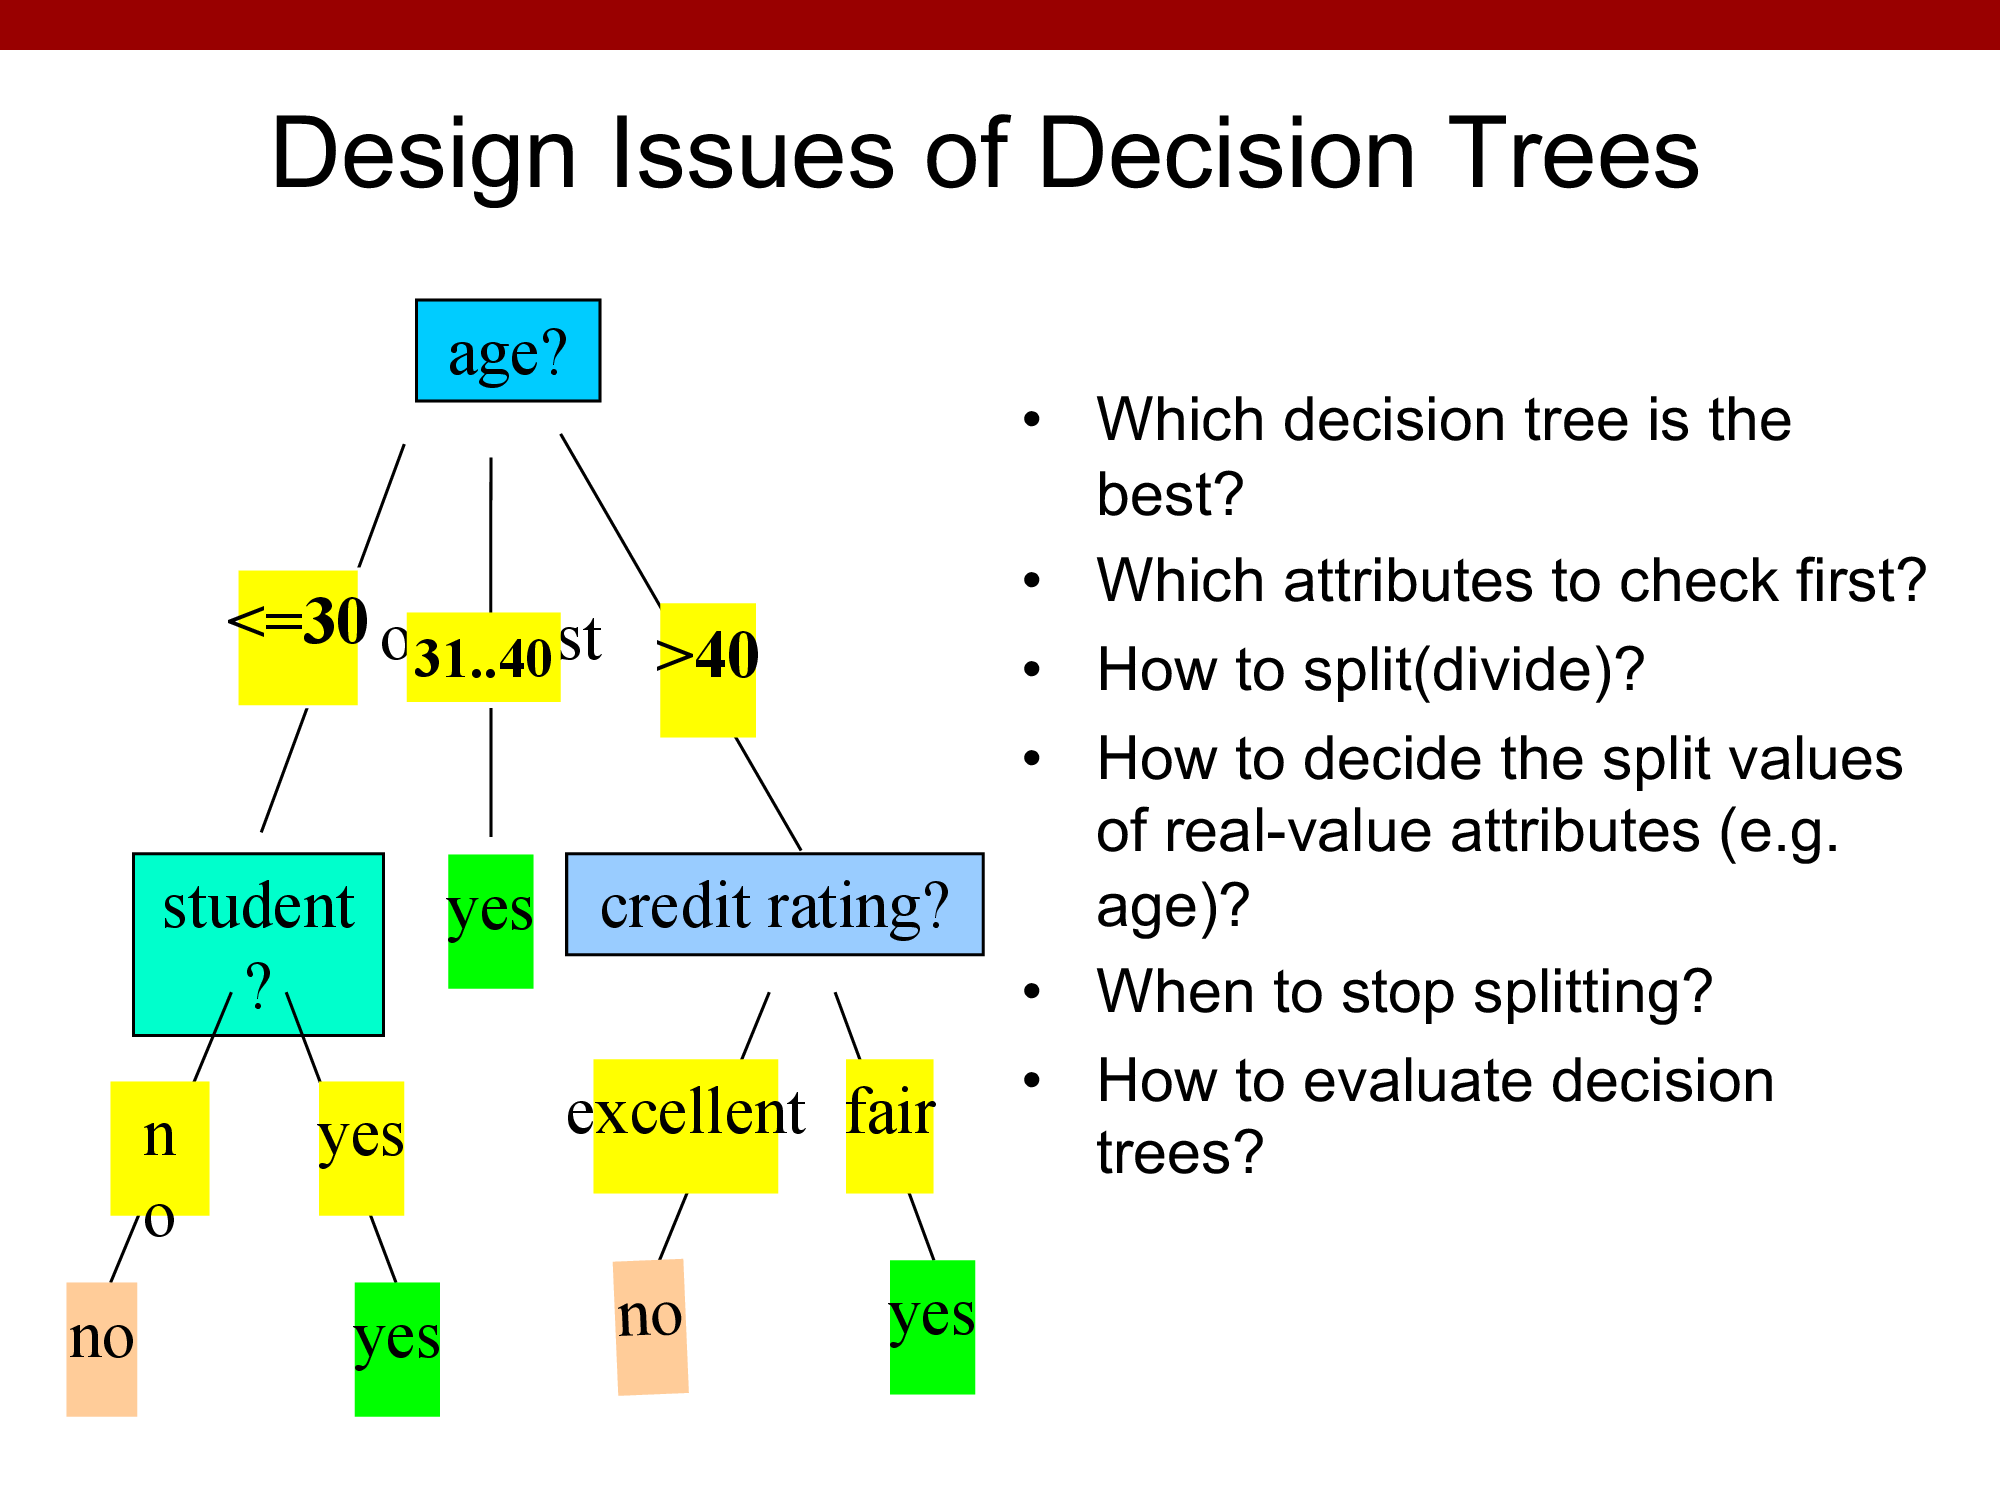 Design Issues of Decision Trees
age?
<=30
31..40
>40
student
?
yes
credit rating?
n
o
yes
excellent
fair
no
yes
no
yes
• Which decision tree is the
best?
• Which attributes to check first?
• How to split(divide)?
• How to decide the split values
of real-value attributes (e.g.
age)?
• When to stop splitting?
• How to evaluate decision
trees?